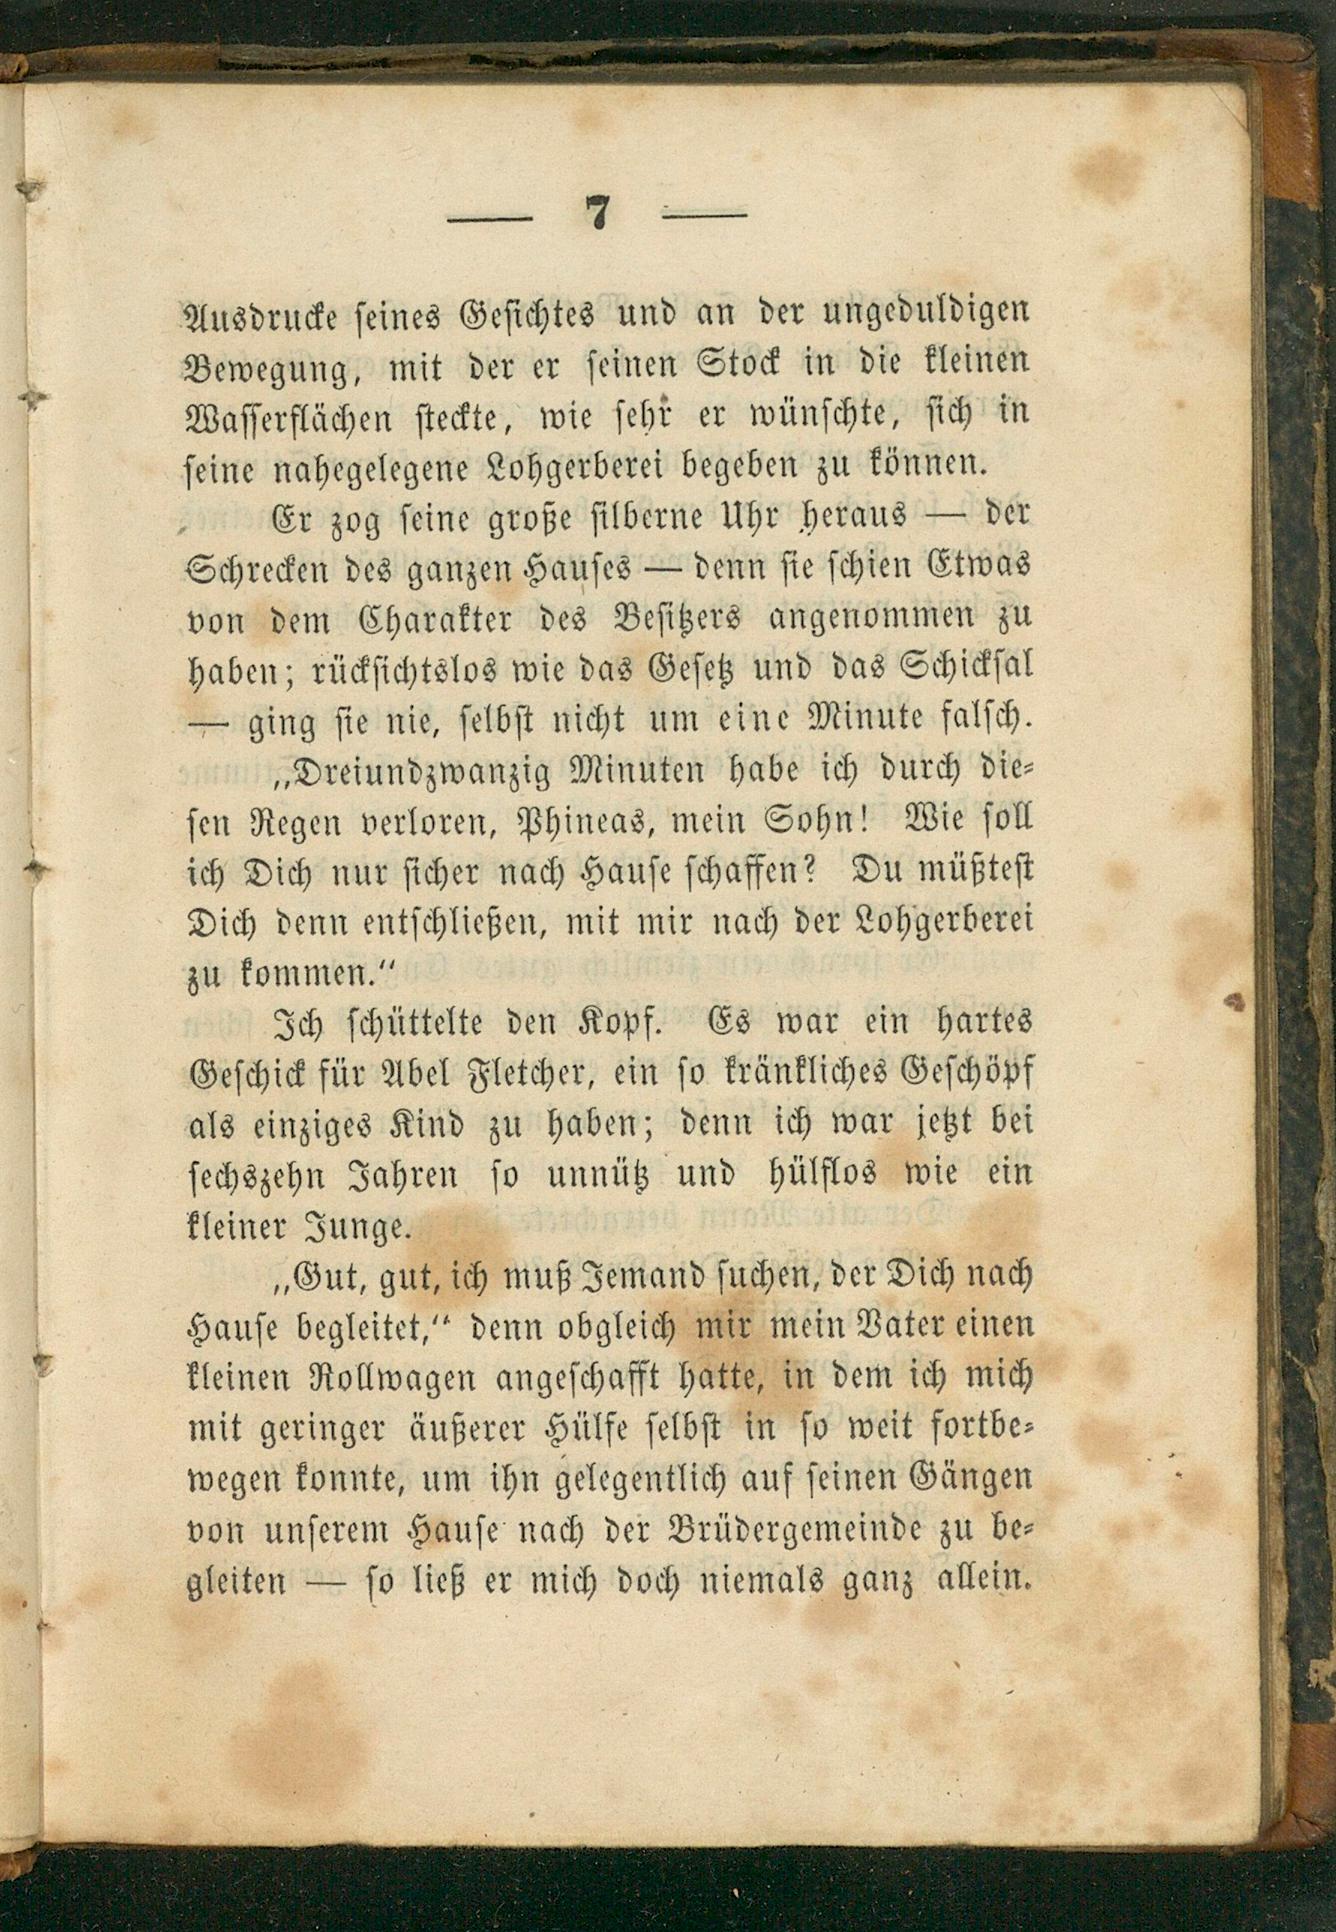 — 7 —
Ausdrucke seines Gesichtes und an der ungeduldigen
Bewegung, mit der er seinen Stock in die kleinen
Wasserflächen steckte, wie sehr er wünschte, sich in
seine nahegelegene Lohgerberei begeben zu können.
Er zog seine große silberne Uhr heraus — der
Schrecken des ganzen Hauses — denn sie schien Etwas
von dem Charakter des Besitzers angenommen zu
haben; rücksichtslos wie das Gesetz und das Schicksal
— ging sie nie, selbst nicht um eine Minute falsch.
„Dreiundzwanzig Minuten habe ich durch die-
sen Regen verloren, Phineas, mein Sohn! Wie soll
ich Dich nur sicher nach Hause schaffen? Du müßtest
Dich denn entschließen, mit mir nach der Lohgerberei
zu kommen.“
Ich schüttelte den Kopf. Es war ein hartes
Geschick für Abel Fletcher, ein so kränkliches Geschöpf
als einziges Kind zu haben; denn ich war jetzt bei
sechszehn Jahren so unnütz und hülflos wie ein
kleiner Junge.
„Gut, gut, ich muß Jemand suchen, der Dich nach
Hause begleitet,“ denn obgleich mir mein Vater einen
kleinen Rollwagen angeschafft hatte, in dem ich mich
mit geringer äußerer Hülfe selbst in so weit fortbe-
wegen konnte, um ihn gelegentlich auf seinen Gängen
von unserem Hause nach der Brüdergemeinde zu be-
gleiten — so ließ er mich doch niemals ganz allein.